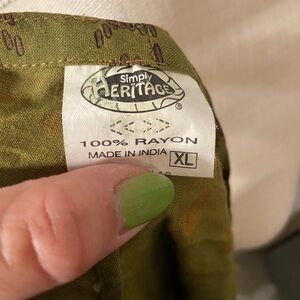 Simply
HERITAGE
®
100% RAYON
MADE IN INDIA XL